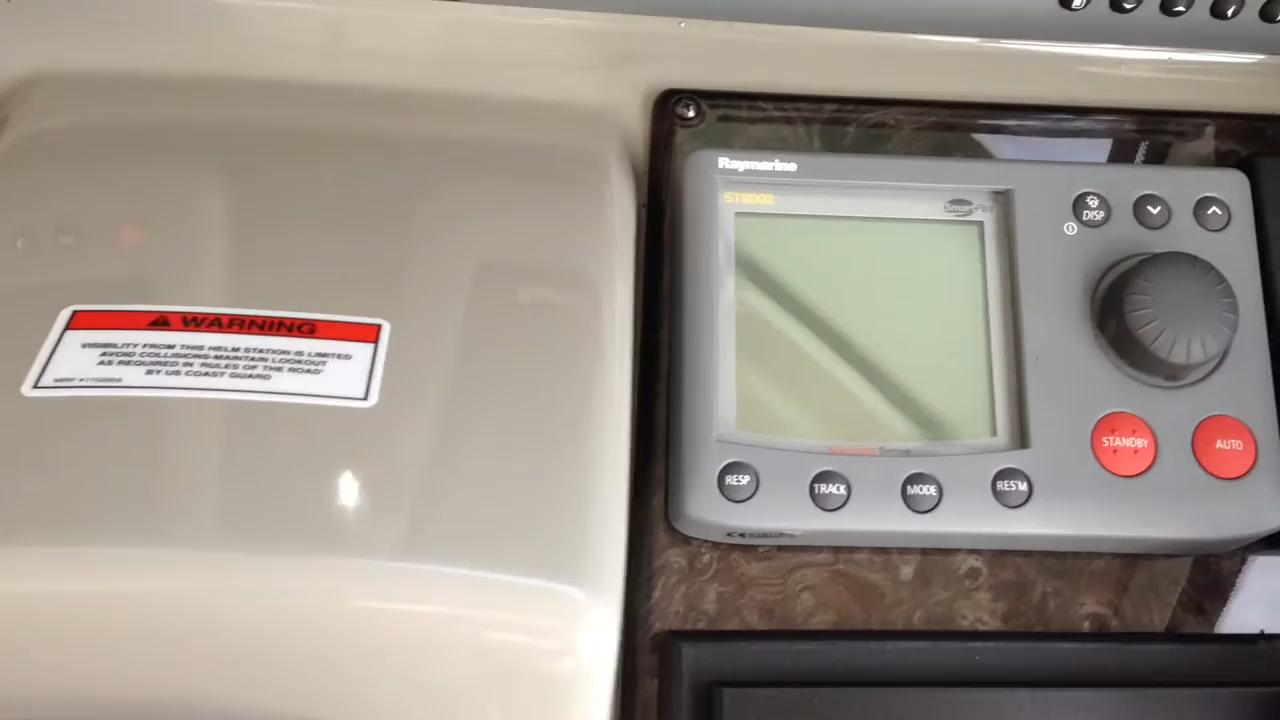 WARNING
VISIBILITY FROM THIS HELM STATION IS LIMITED
AVOID COLLISIONS-MAINTAIN LOOKOUT
AS REQUIRED IN 'RULES OF THE ROAD'
BY US COAST GUARD
Raymarine
ST8002
SmartPilot
DISP
STANDBY
AUTO
RESP
TRACK
MODE
RES'M